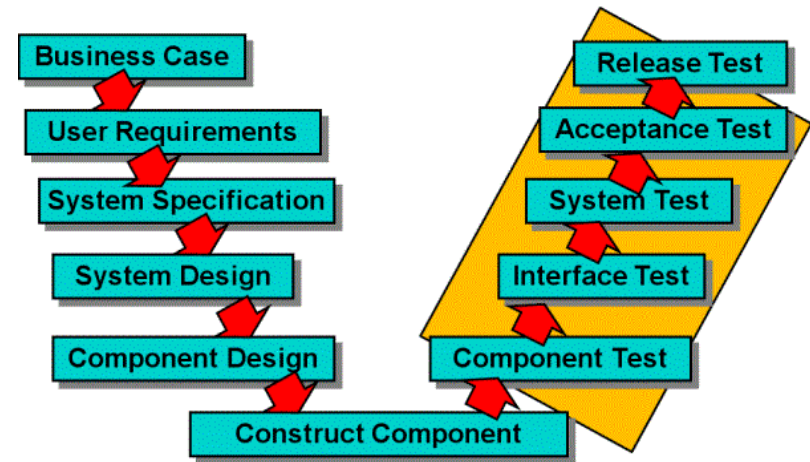 Business Case
User Requirements
System Specification
System Design
Component Design
Construct Component
Component Test
Interface Test
System Test
Acceptance Test
Release Test